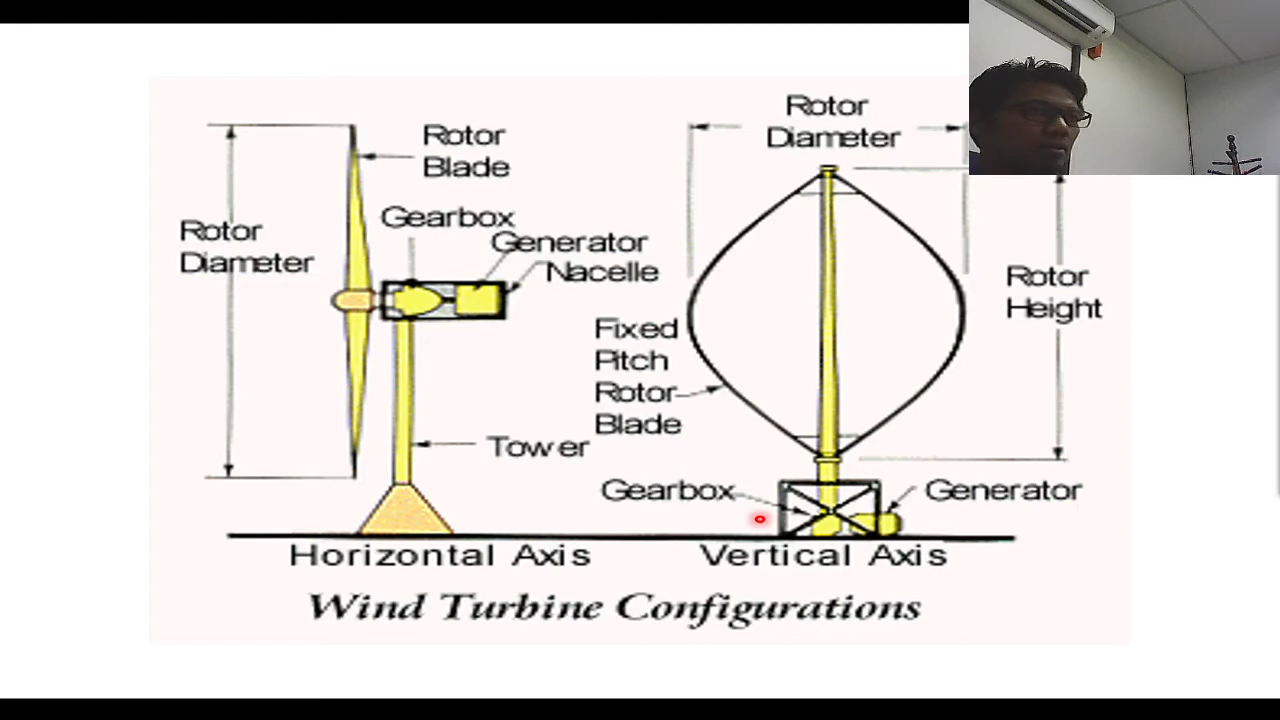 Rotor
Blade
Rotor
Diameter
Gearbox
Generator
Nacelle
Tower
Horizontal Axis
Rotor
Diameter
Rotor
Height
Fixed
Pitch
Rotor
Blade
Gearbox
Generator
Vertical Axis
Wind Turbine Configurations